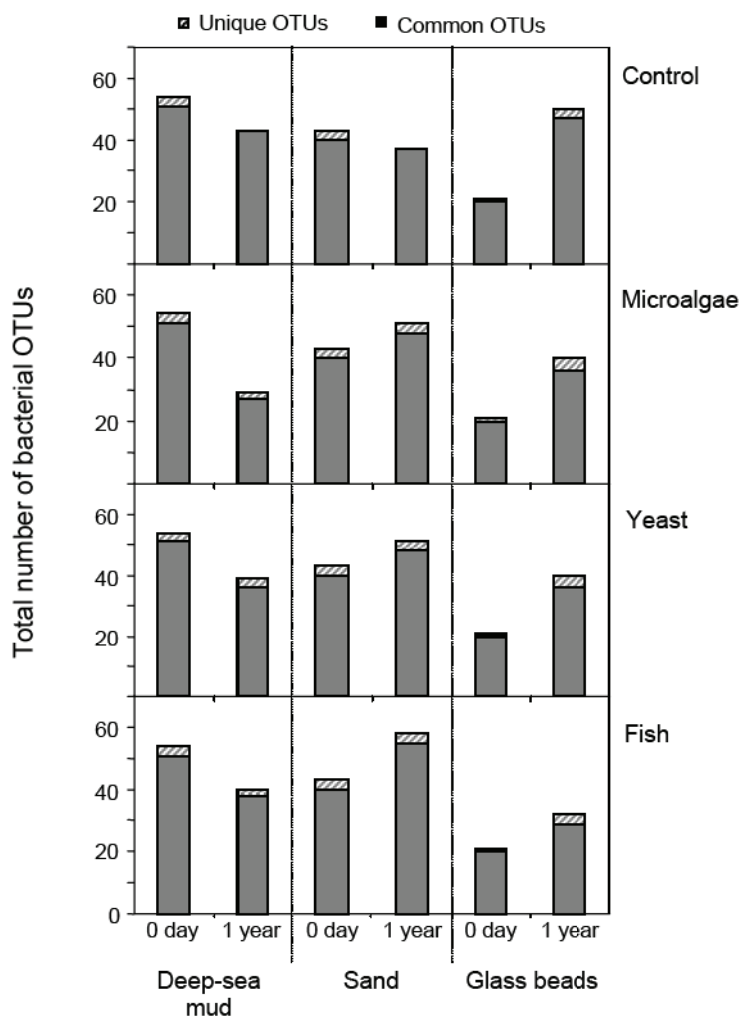 Unique OTUs Common OTUs
Total number of bacterial OTUs
60
40
20
Control
60
40
20
Microalgae
60
40
20
Yeast
60
40
20
0
Fish
0 day 1 year 0 day 1 year 0 day 1 year
Deep-sea Sand Glass beads
mud